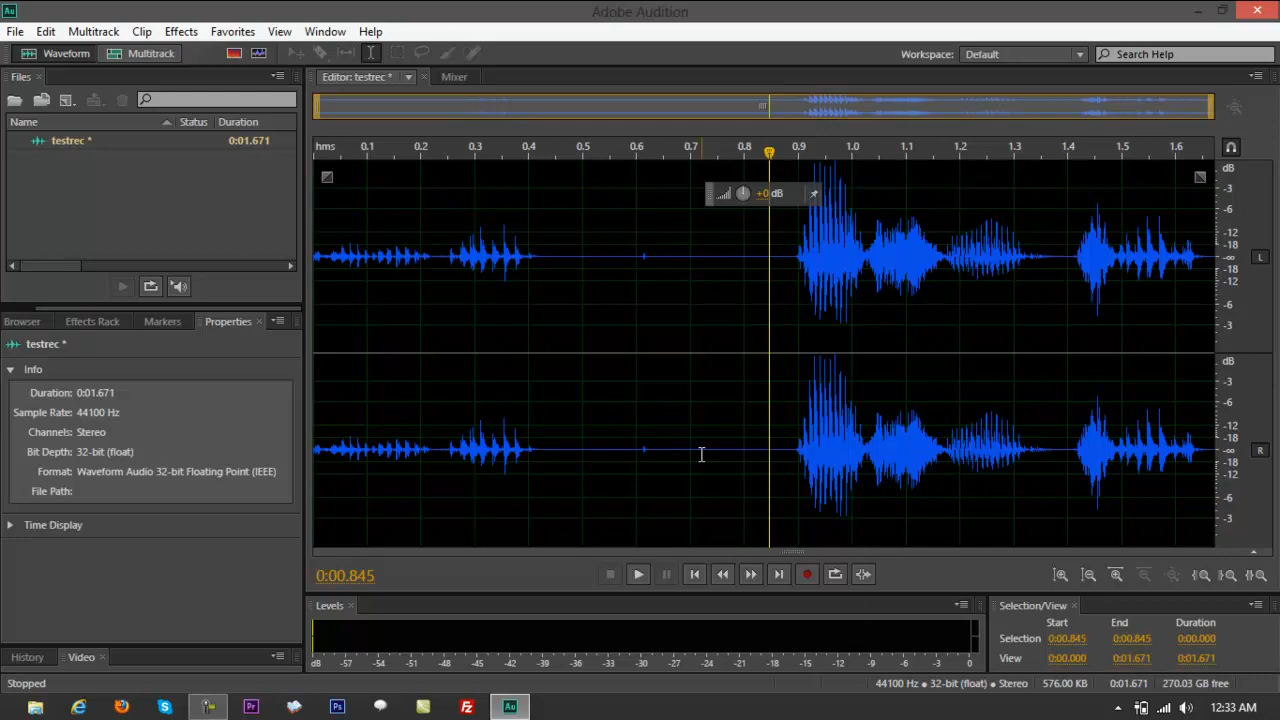 Au Adobe Audition
File Edit Multitrack Clip Effects Favorites View Window Help
Waveform Multitrack Workspace: Default Search Help
Files × Editor: testrec * × Mixer
Name Status Duration
testrec * 0:01.671
hms 0.1 0.2 0.3 0.4 0.5 0.6 0.7 0.8 0.9 1.0 1.1 1.2 1.3 1.4 1.5 1.6
+0 dB
dB
-3
-6
-12
-18
-∞ L
-18
-12
-6
-3
dB
-3
-6
-12
-18
-∞ R
-18
-12
-6
-3
Browser Effects Rack Markers Properties ×
testrec *
Info
Duration: 0:01.671
Sample Rate: 44100 Hz
Channels: Stereo
Bit Depth: 32-bit (float)
Format: Waveform Audio 32-bit Floating Point (IEEE)
File Path:
Time Display
0:00.845
Levels × Selection/View ×
Start End Duration
Selection 0:00.845 0:00.845 0:00.000
View 0:00.000 0:01.671 0:01.671
dB -57 -54 -51 -48 -45 -42 -39 -36 -33 -30 -27 -24 -21 -18 -15 -12 -9 -6 -3 0
History Video ×
Stopped 44100 Hz ● 32-bit (float) ● Stereo 576.00 KB 0:01.671 270.03 GB free
Pr Ps Fz Au 12:33 AM